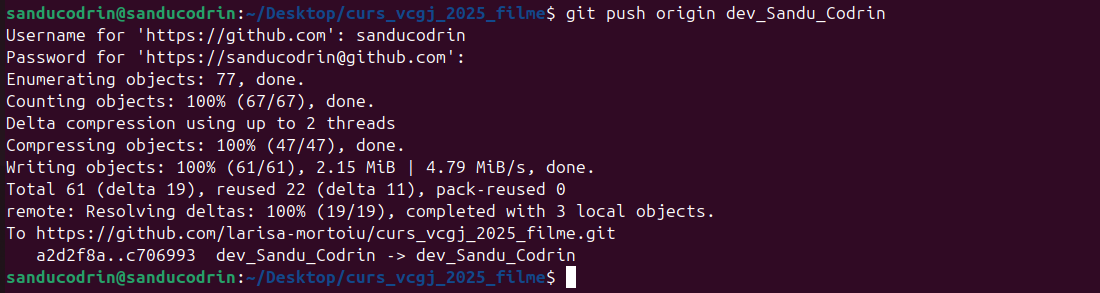 sanducodrin@sanducodrin:~/Desktop/curs_vcgj_2025_filme$ git push origin dev_Sandu_Codrin
Username for 'https://github.com': sanducodrin
Password for 'https://sanducodrin@github.com':
Enumerating objects: 77, done.
Counting objects: 100% (67/67), done.
Delta compression using up to 2 threads
Compressing objects: 100% (47/47), done.
Writing objects: 100% (61/61), 2.15 MiB | 4.79 MiB/s, done.
Total 61 (delta 19), reused 22 (delta 11), pack-reused 0
remote: Resolving deltas: 100% (19/19), completed with 3 local objects.
To https://github.com/larisa-mortoiu/curs_vcgj_2025_filme.git
   a2d2f8a..c706993  dev_Sandu_Codrin -> dev_Sandu_Codrin
sanducodrin@sanducodrin:~/Desktop/curs_vcgj_2025_filme$